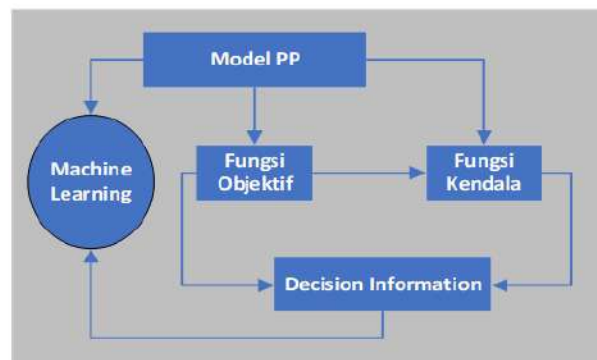 Model PP
Machine
Learning
Fungsi
Objektif
Fungsi
Kendala
Decision Information